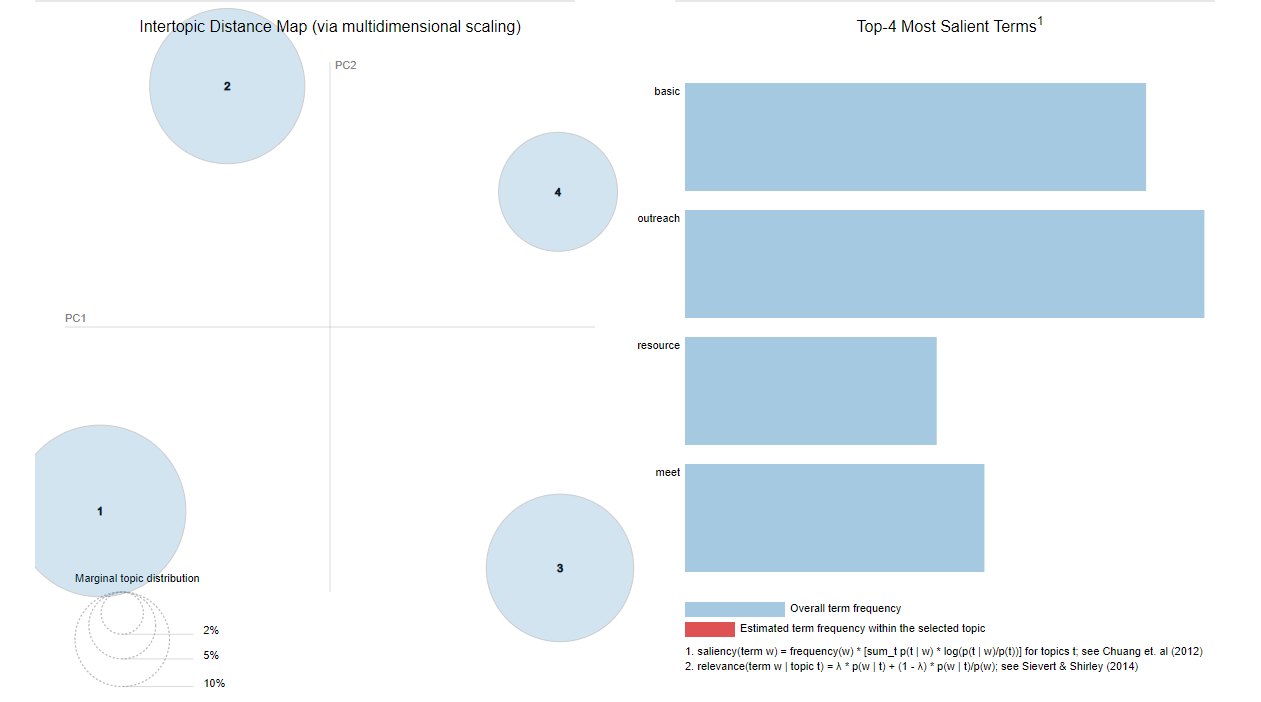 Intertopic Distance Map (via multidimensional scaling)
2
PC2
4
PC1
1
3
Marginal topic distribution
2%
5%
10%
Top-4 Most Salient Terms1
basic
outreach
resource
meet
Overall term frequency
Estimated term frequency within the selected topic
1. saliency(term w) = frequency(w) * [sum_t p(t | w) * log(p(t | w)/p(t))] for topics t; see Chuang et. al (2012)
2. relevance(term w | topic t) = λ * p(w | t) + (1 - λ) * p(w | t)/p(w); see Sievert & Shirley (2014)